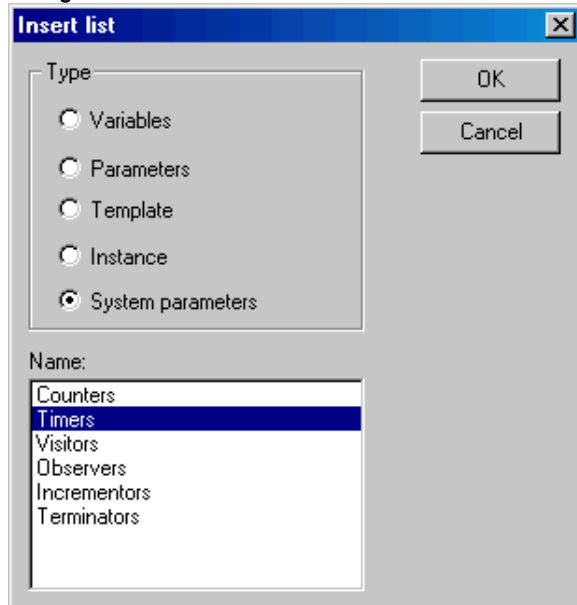 Insert list
Type
OK
Variables
Cancel
Parameters
Template
Instance
System parameters
Name:
Counters
Timers
Visitors
Observers
Incrementors
Terminators